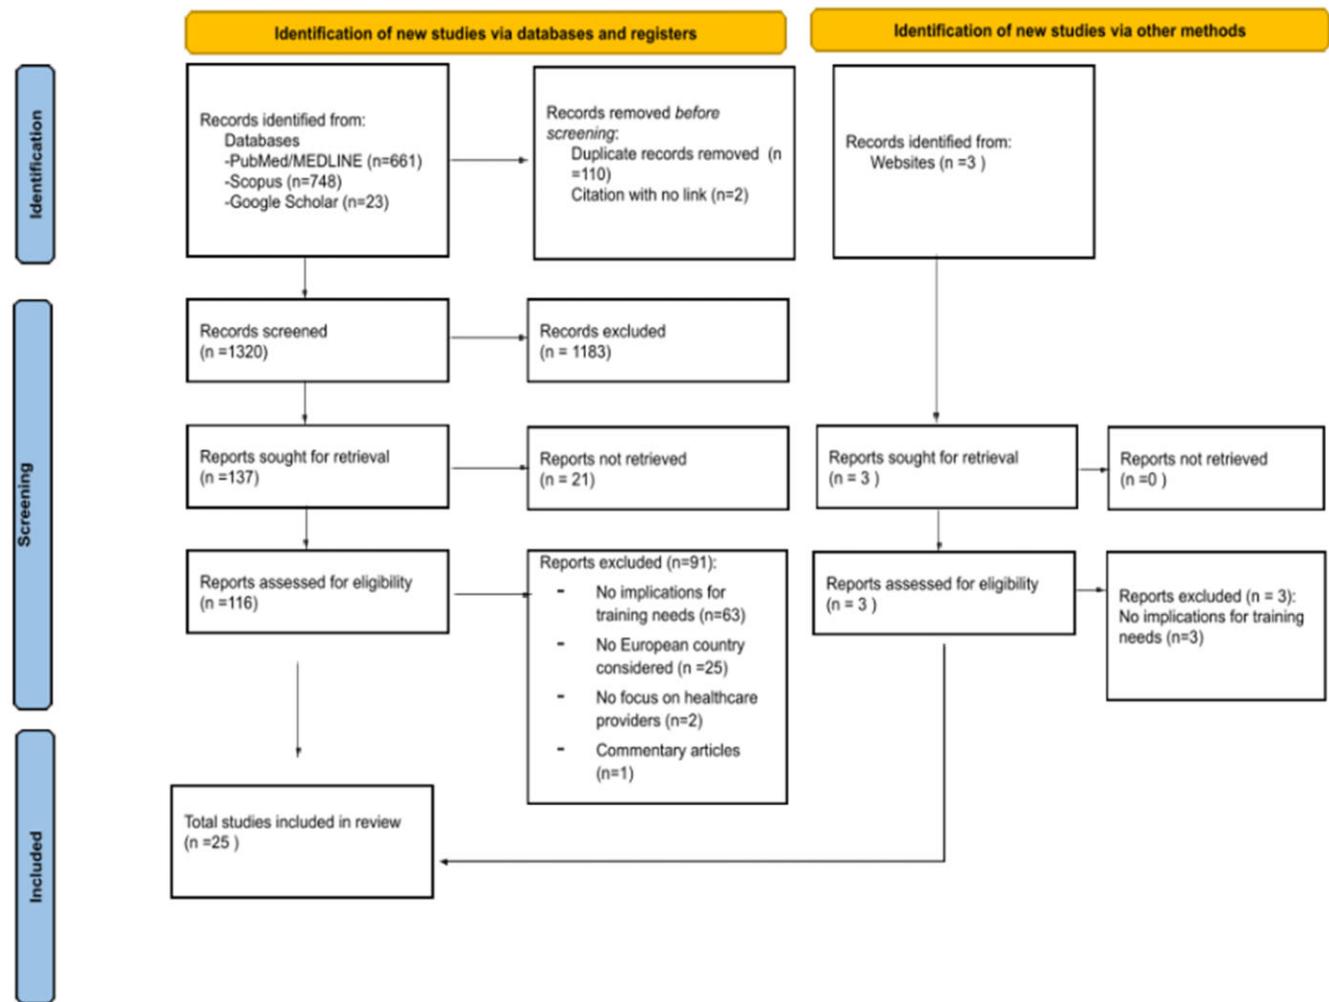 Identification of new studies via databases and registers
Identification of new studies via other methods
Identification
Records identified from:
Databases
-PubMed/MEDLINE (n=661)
-Scopus (n=748)
-Google Scholar (n=23)
Records removed before
screening:
Duplicate records removed (n
=110)
Citation with no link (n=2)
Records identified from:
Websites (n =3 )
Screening
Records screened
(n =1320)
Records excluded
(n = 1183)
Reports sought for retrieval
(n =137)
Reports not retrieved
(n = 21)
Reports sought for retrieval
(n = 3 )
Reports not retrieved
(n =0 )
Reports assessed for eligibility
(n =116)
Reports excluded (n=91):
- No implications for
training needs (n=63)
- No European country
considered (n =25)
- No focus on healthcare
providers (n=2)
- Commentary articles
(n=1)
Reports assessed for eligibility
(n = 3 )
Reports excluded (n = 3):
No implications for training
needs (n=3)
Included
Total studies included in review
(n =25 )